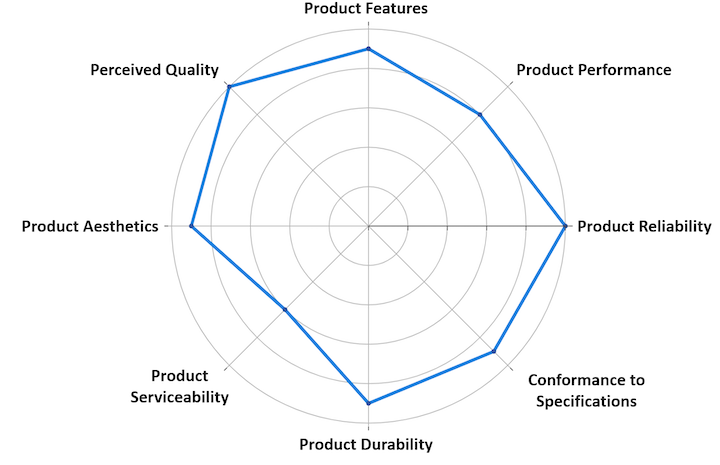 Product Features
Perceived Quality
Product Performance
Product Aesthetics
Product Reliability
Product
Serviceability
Conformance to
Specifications
Product Durability